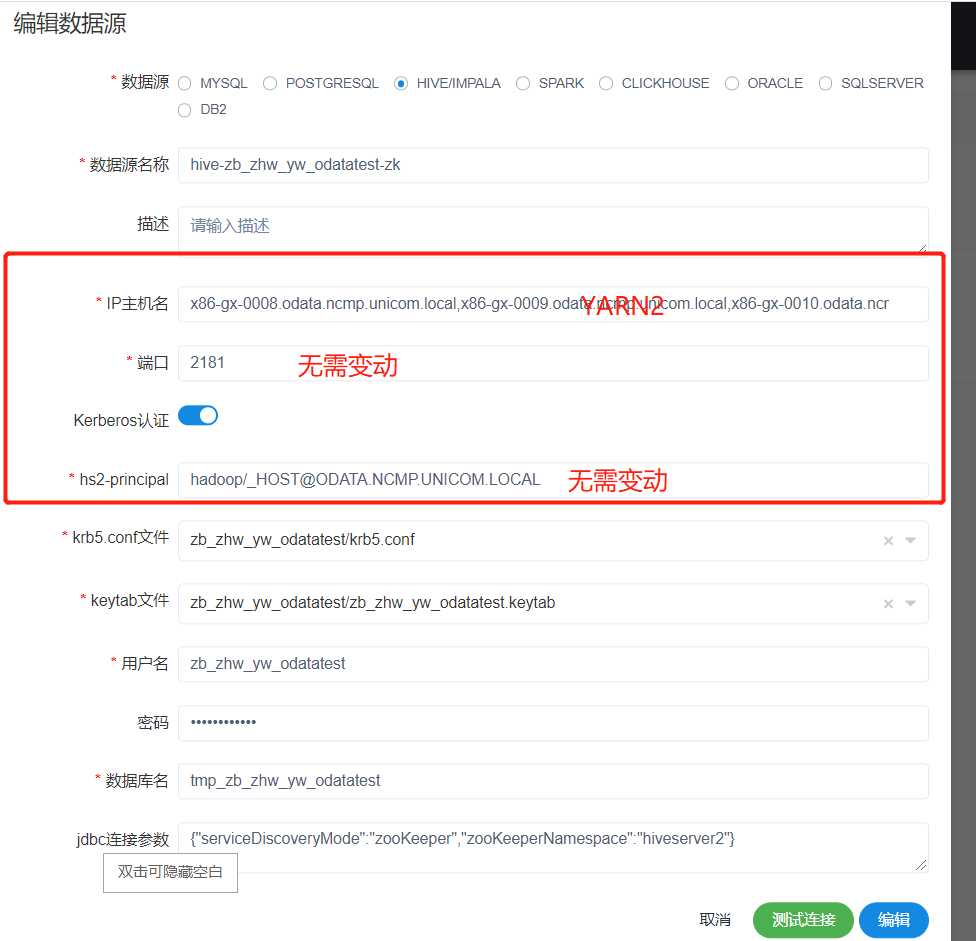 编辑数据源
* 数据源 MYSQL POSTGRESQL HIVE/IMPALA SPARK CLICKHOUSE ORACLE SQLSERVER
DB2
* 数据源名称 hive-zb_zhw_yw_odatatest-zk
描述 请输入描述
* IP主机名 x86-gx-0008.odata.ncmp.unicom.local,x86-gx-0009.odata.ncmp.unicom.local,x86-gx-0010.odata.ncr
YARN2
* 端口 2181 无需变动
Kerberos认证
* hs2-principal hadoop/_HOST@ODATA.NCMP.UNICOM.LOCAL 无需变动
* krb5.conf文件 zb_zhw_yw_odatatest/krb5.conf
* keytab文件 zb_zhw_yw_odatatest/zb_zhw_yw_odatatest.keytab
* 用户名 zb_zhw_yw_odatatest
密码 ••••••••••••
* 数据库名 tmp_zb_zhw_yw_odatatest
jdbc连接参数 {"serviceDiscoveryMode":"zooKeeper","zooKeeperNamespace":"hiveserver2"}
双击可隐藏空白
取消 测试连接 编辑